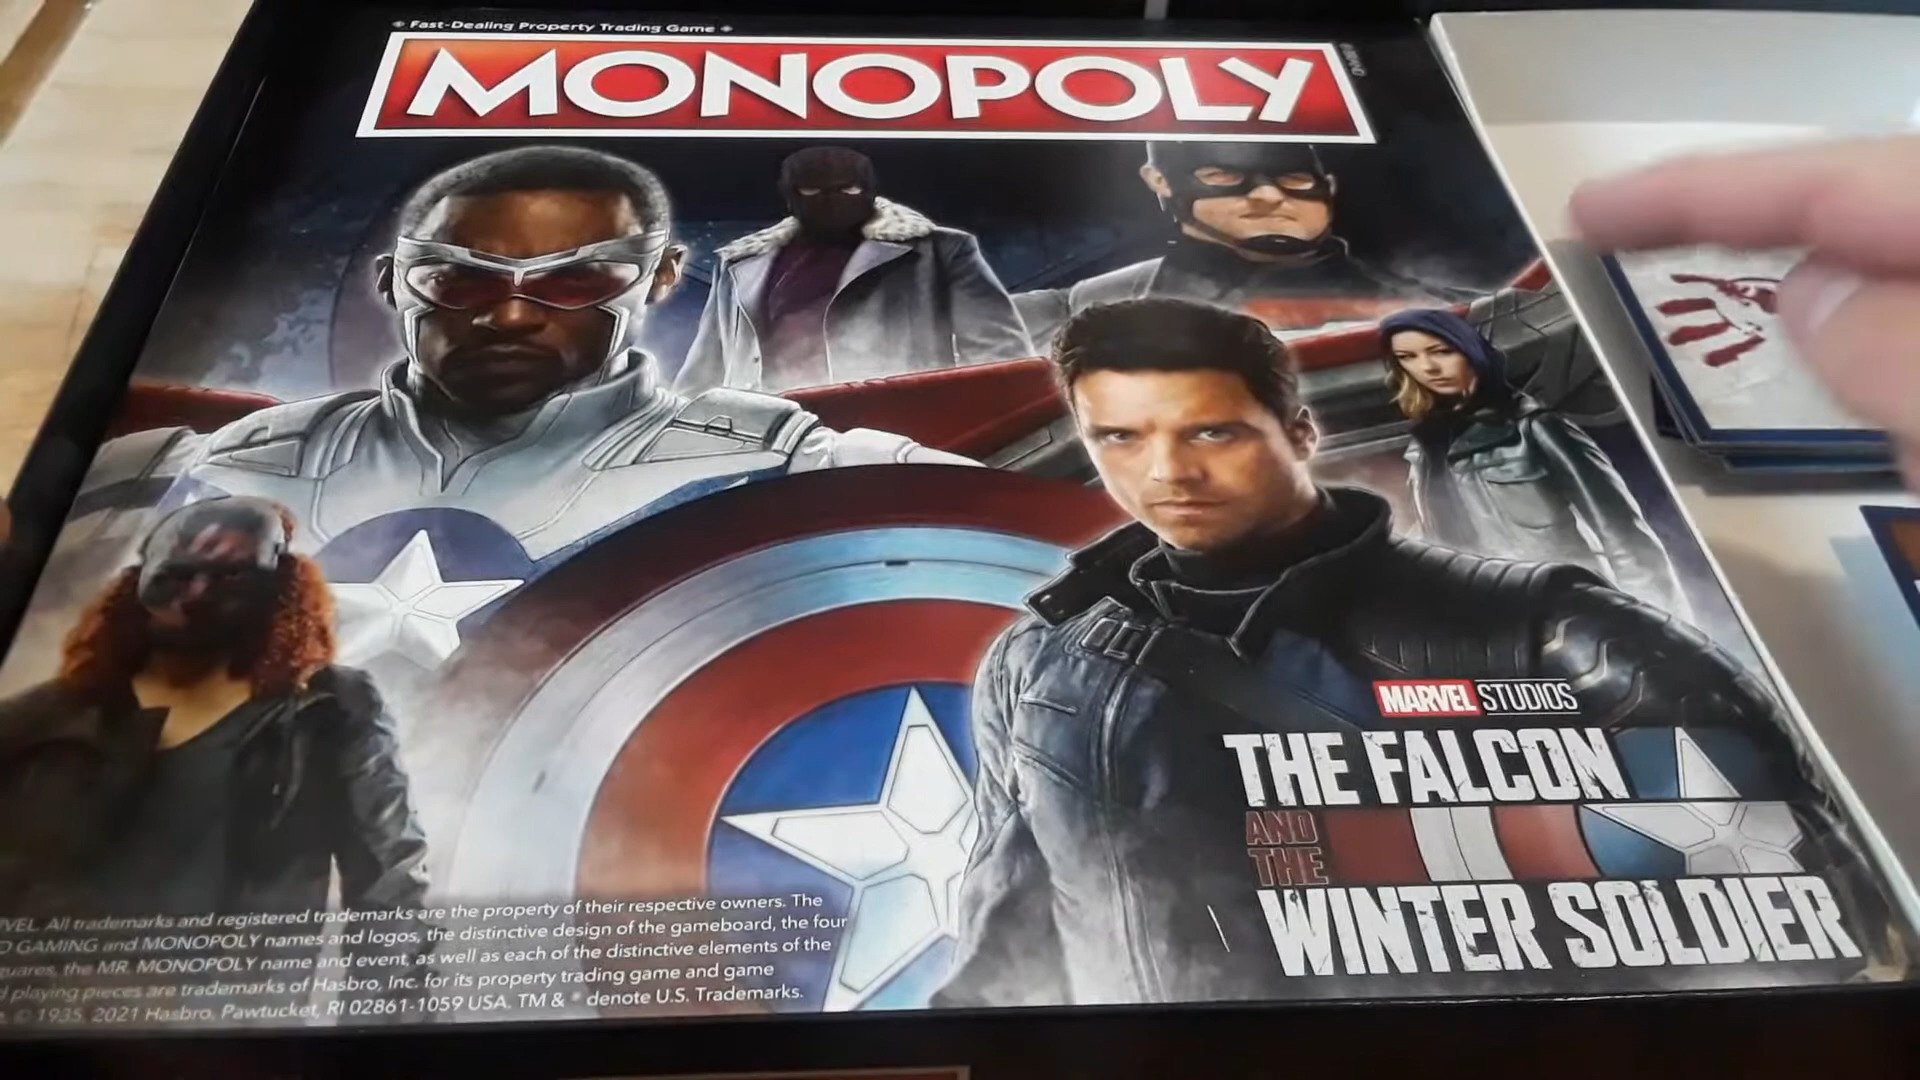 Fast-Dealing Property Trading Game
MONOPOLY
MARVEL STUDIOS
THE FALCON
AND
THE
WINTER SOLDIER
VEL. All trademarks and registered trademarks are the property of their respective owners. The
GAMING and MONOPOLY names and logos, the distinctive design of the gameboard, the four
the MR. MONOPOLY name and event, as well as each of the distinctive elements of the
playing pieces are trademarks of Hasbro, Inc. for its property trading game and game
© 1935, 2021 Hasbro, Pawtucket, RI 02861-1059 USA. TM & ® denote U.S. Trademarks.